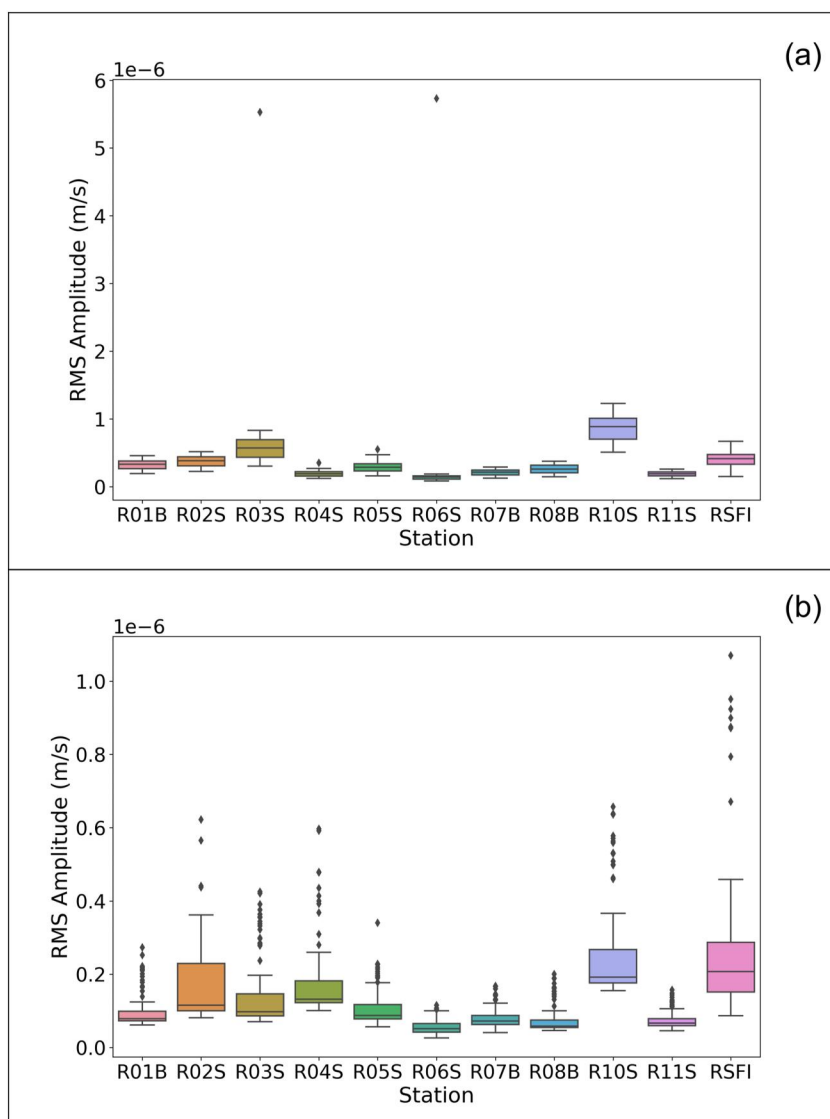 (a)
1e−6
6
5
4
3
2
1
0
RMS Amplitude (m/s)
R01B R02S R03S R04S R05S R06S R07B R08B R10S R11S RSFI
Station
(b)
1e−6
1.0
0.8
0.6
0.4
0.2
0.0
RMS Amplitude (m/s)
R01B R02S R03S R04S R05S R06S R07B R08B R10S R11S RSFI
Station